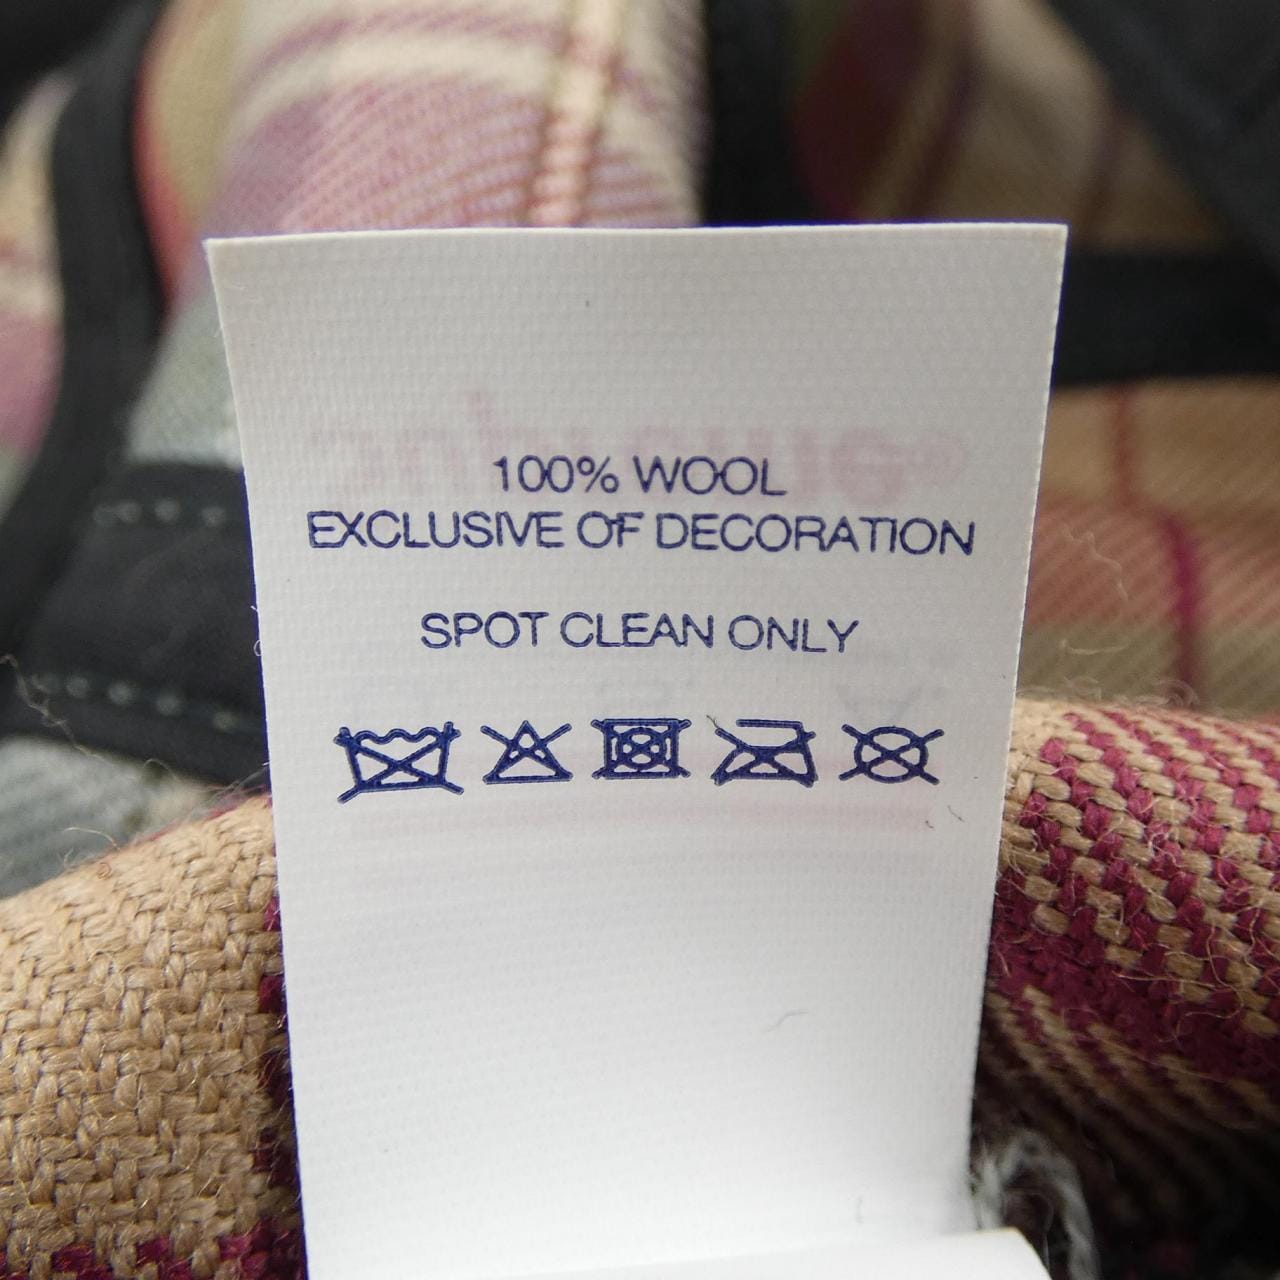 100% WOOL
EXCLUSIVE OF DECORATION
SPOT CLEAN ONLY